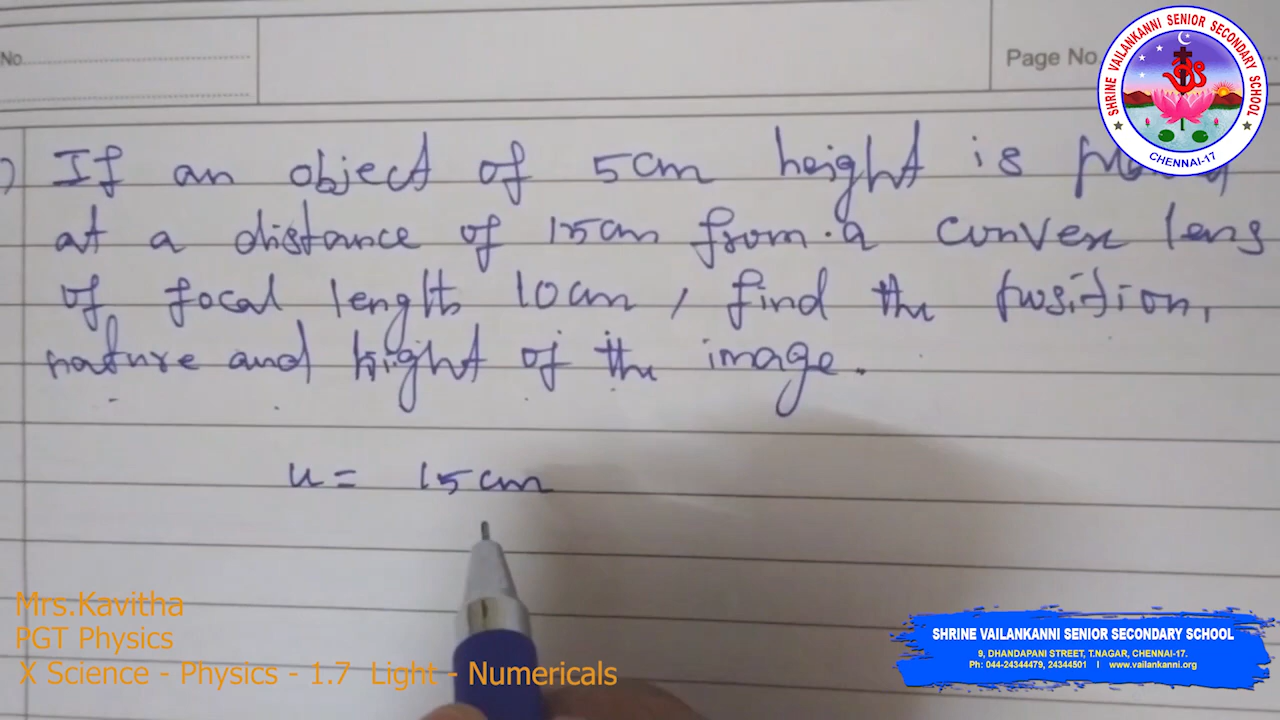 No.
Page No.
SHRINE VAILANKANNI SENIOR SECONDARY SCHOOL
CHENNAI-17
) If an object of 5cm height is
at a distance of 15cm from a convex lens
of focal length 10cm, find the position,
nature and hight of the image.
u = 15cm
Mrs.Kavitha
PGT Physics
X Science - Physics - 1.7 Light - Numericals
SHRINE VAILANKANNI SENIOR SECONDARY SCHOOL
9, DHANDAPANI STREET, T.NAGAR, CHENNAI-17.
Ph: 044-24344479, 24344501 | www.vailankanni.org